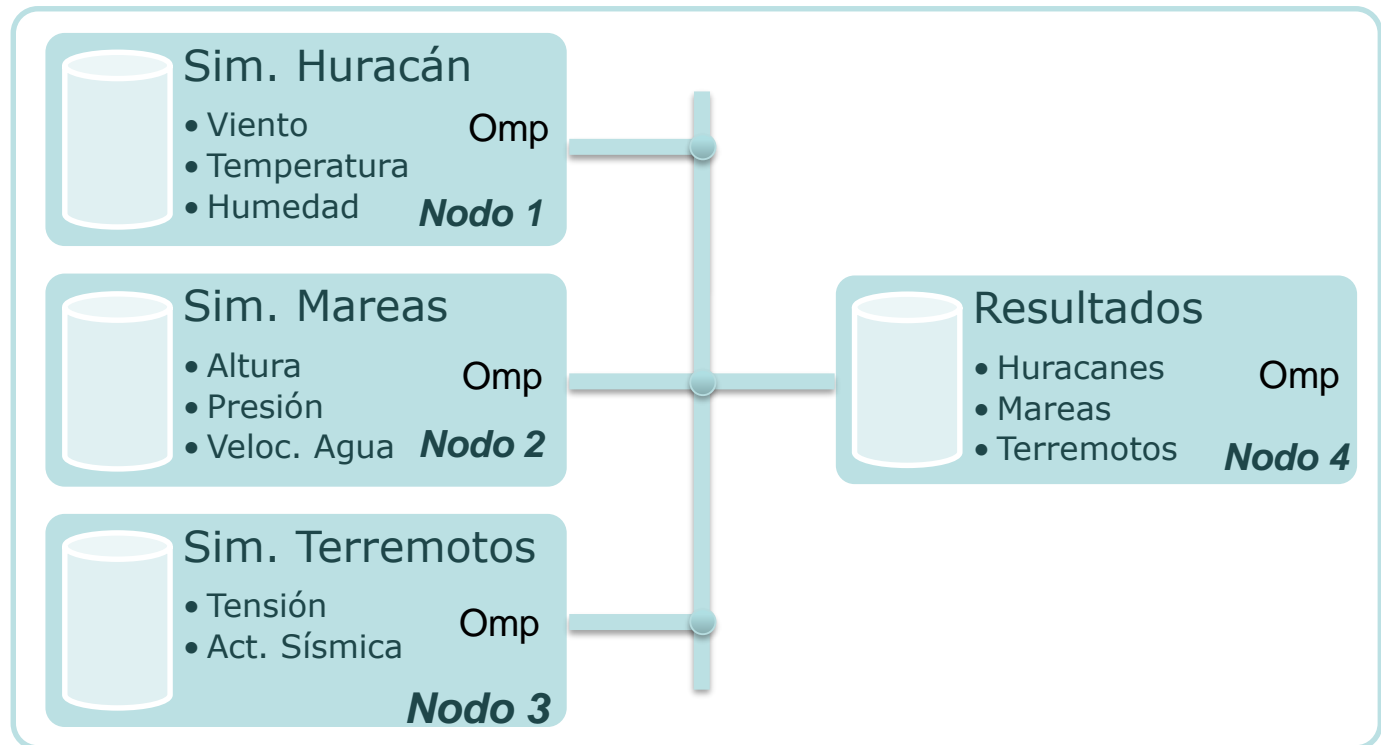 Sim. Huracán
• Viento
Omp
• Temperatura
• Humedad
Nodo 1
Sim. Mareas
• Altura
Omp
• Presión
• Veloc. Agua
Nodo 2
Sim. Terremotos
• Tensión
Omp
• Act. Sísmica
Nodo 3
Resultados
• Huracanes
Omp
• Mareas
• Terremotos
Nodo 4